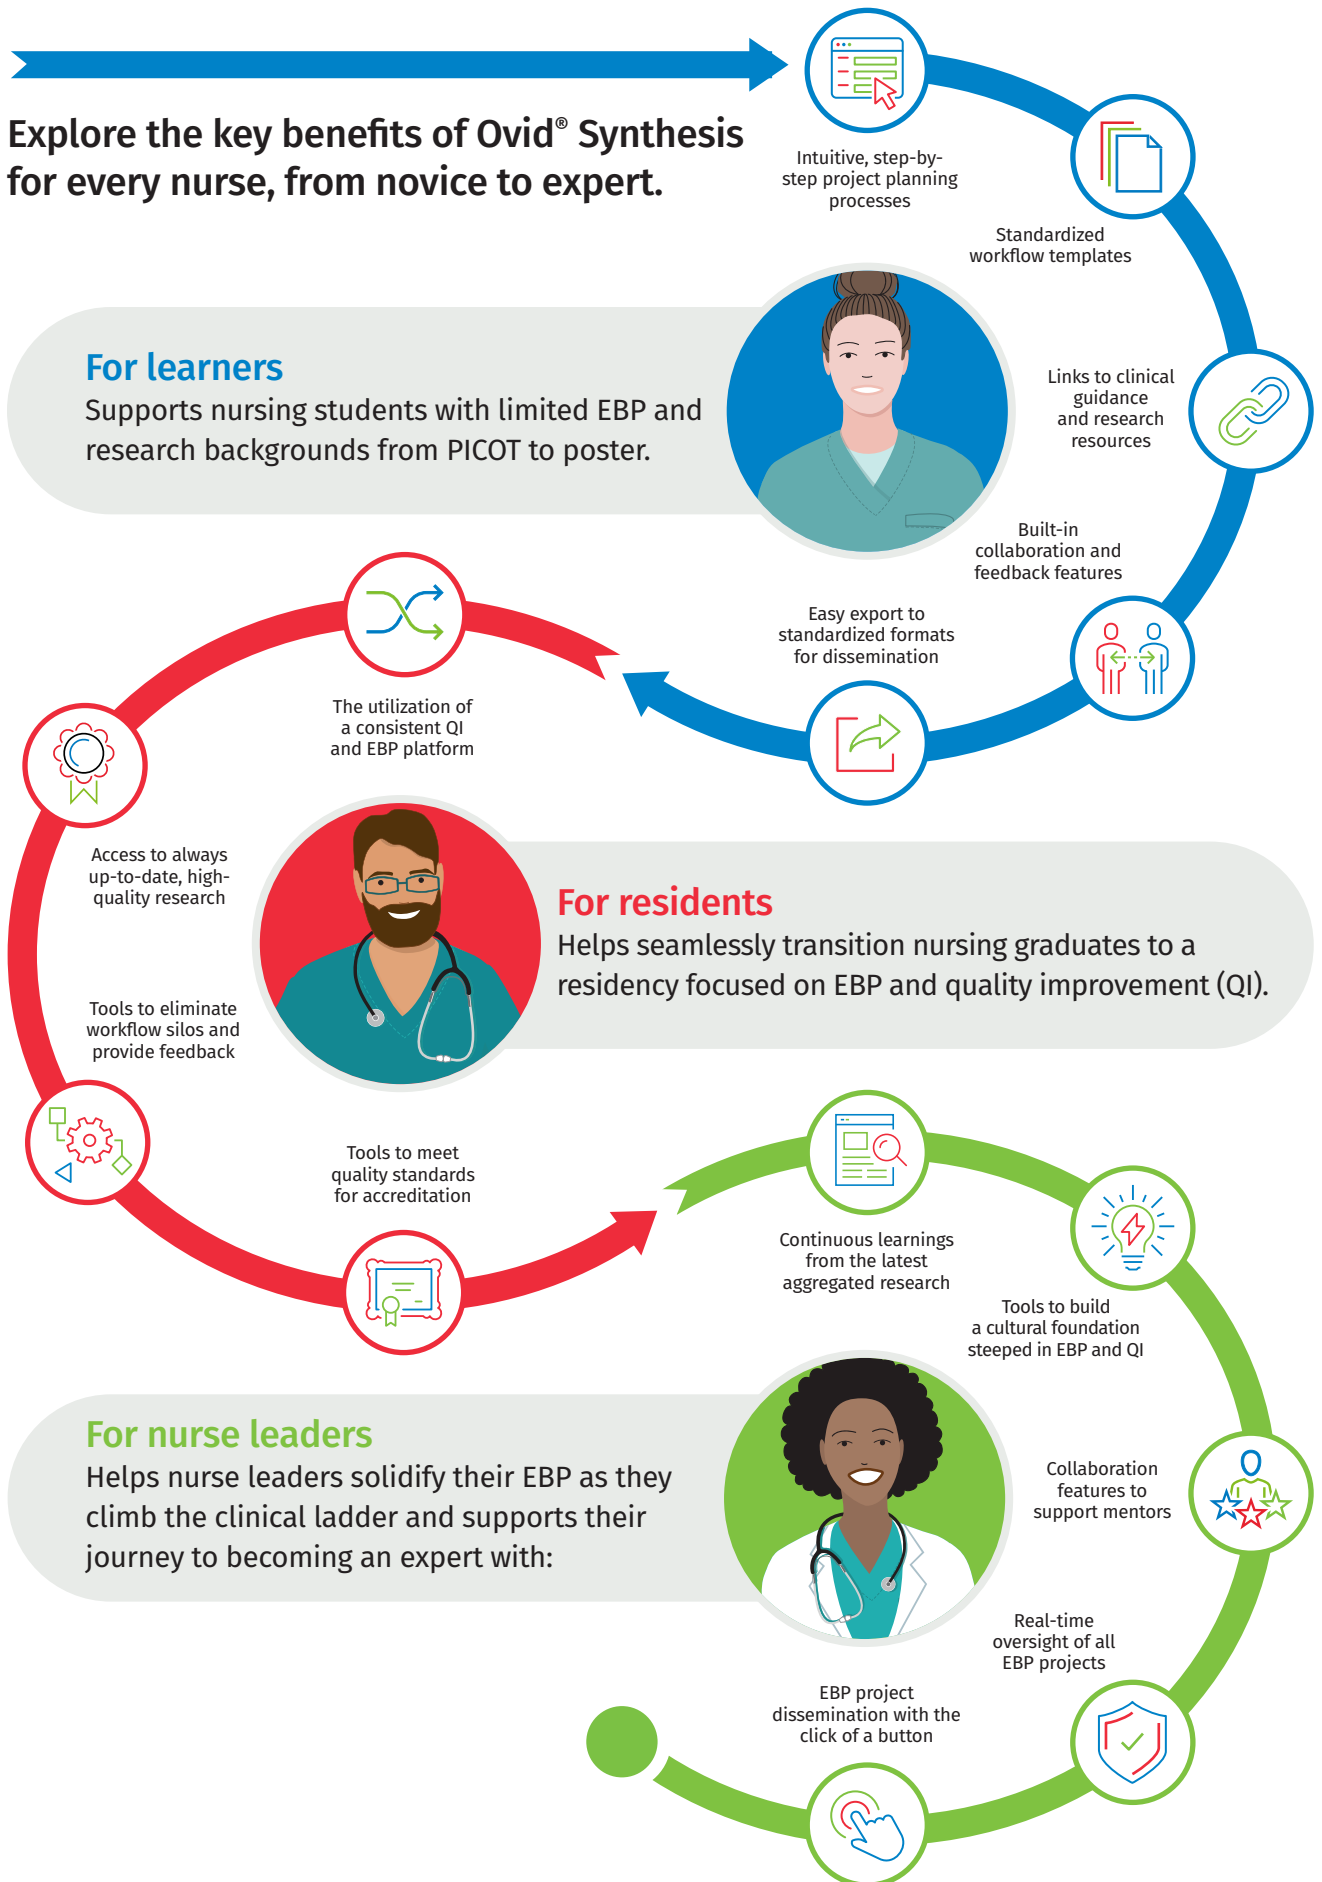 Explore the key benefits of Ovid® Synthesis
for every nurse, from novice to expert.
Intuitive, step-by-
step project planning
processes
Standardized
workflow templates
Links to clinical
guidance
and research
resources
Built-in
collaboration and
feedback features
Easy export to
standardized formats
for dissemination
For learners
Supports nursing students with limited EBP and
research backgrounds from PICOT to poster.
The utilization of
a consistent QI
and EBP platform
Access to always
up-to-date, high-
quality research
Tools to eliminate
workflow silos and
provide feedback
Tools to meet
quality standards
for accreditation
For residents
Helps seamlessly transition nursing graduates to a
residency focused on EBP and quality improvement (QI).
Continuous learnings
from the latest
aggregated research
Tools to build
a cultural foundation
steeped in EBP and QI
Collaboration
features to
support mentors
Real-time
oversight of all
EBP projects
EBP project
dissemination with the
click of a button
For nurse leaders
Helps nurse leaders solidify their EBP as they
climb the clinical ladder and supports their
journey to becoming an expert with: